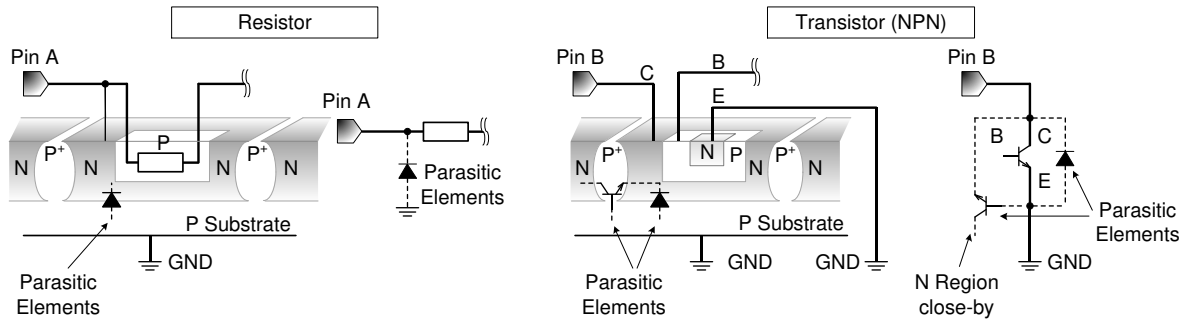 Resistor
Pin A
N
P+
N
P
P+
N
N
P Substrate
GND
Parasitic
Elements
Pin A
Parasitic
Elements
Transistor (NPN)
Pin B
C
B
E
N
P+
N
N
P
P+
N
N
P Substrate
GND
GND
Parasitic
Elements
Pin B
B
C
E
Parasitic
Elements
GND
N Region
close-by